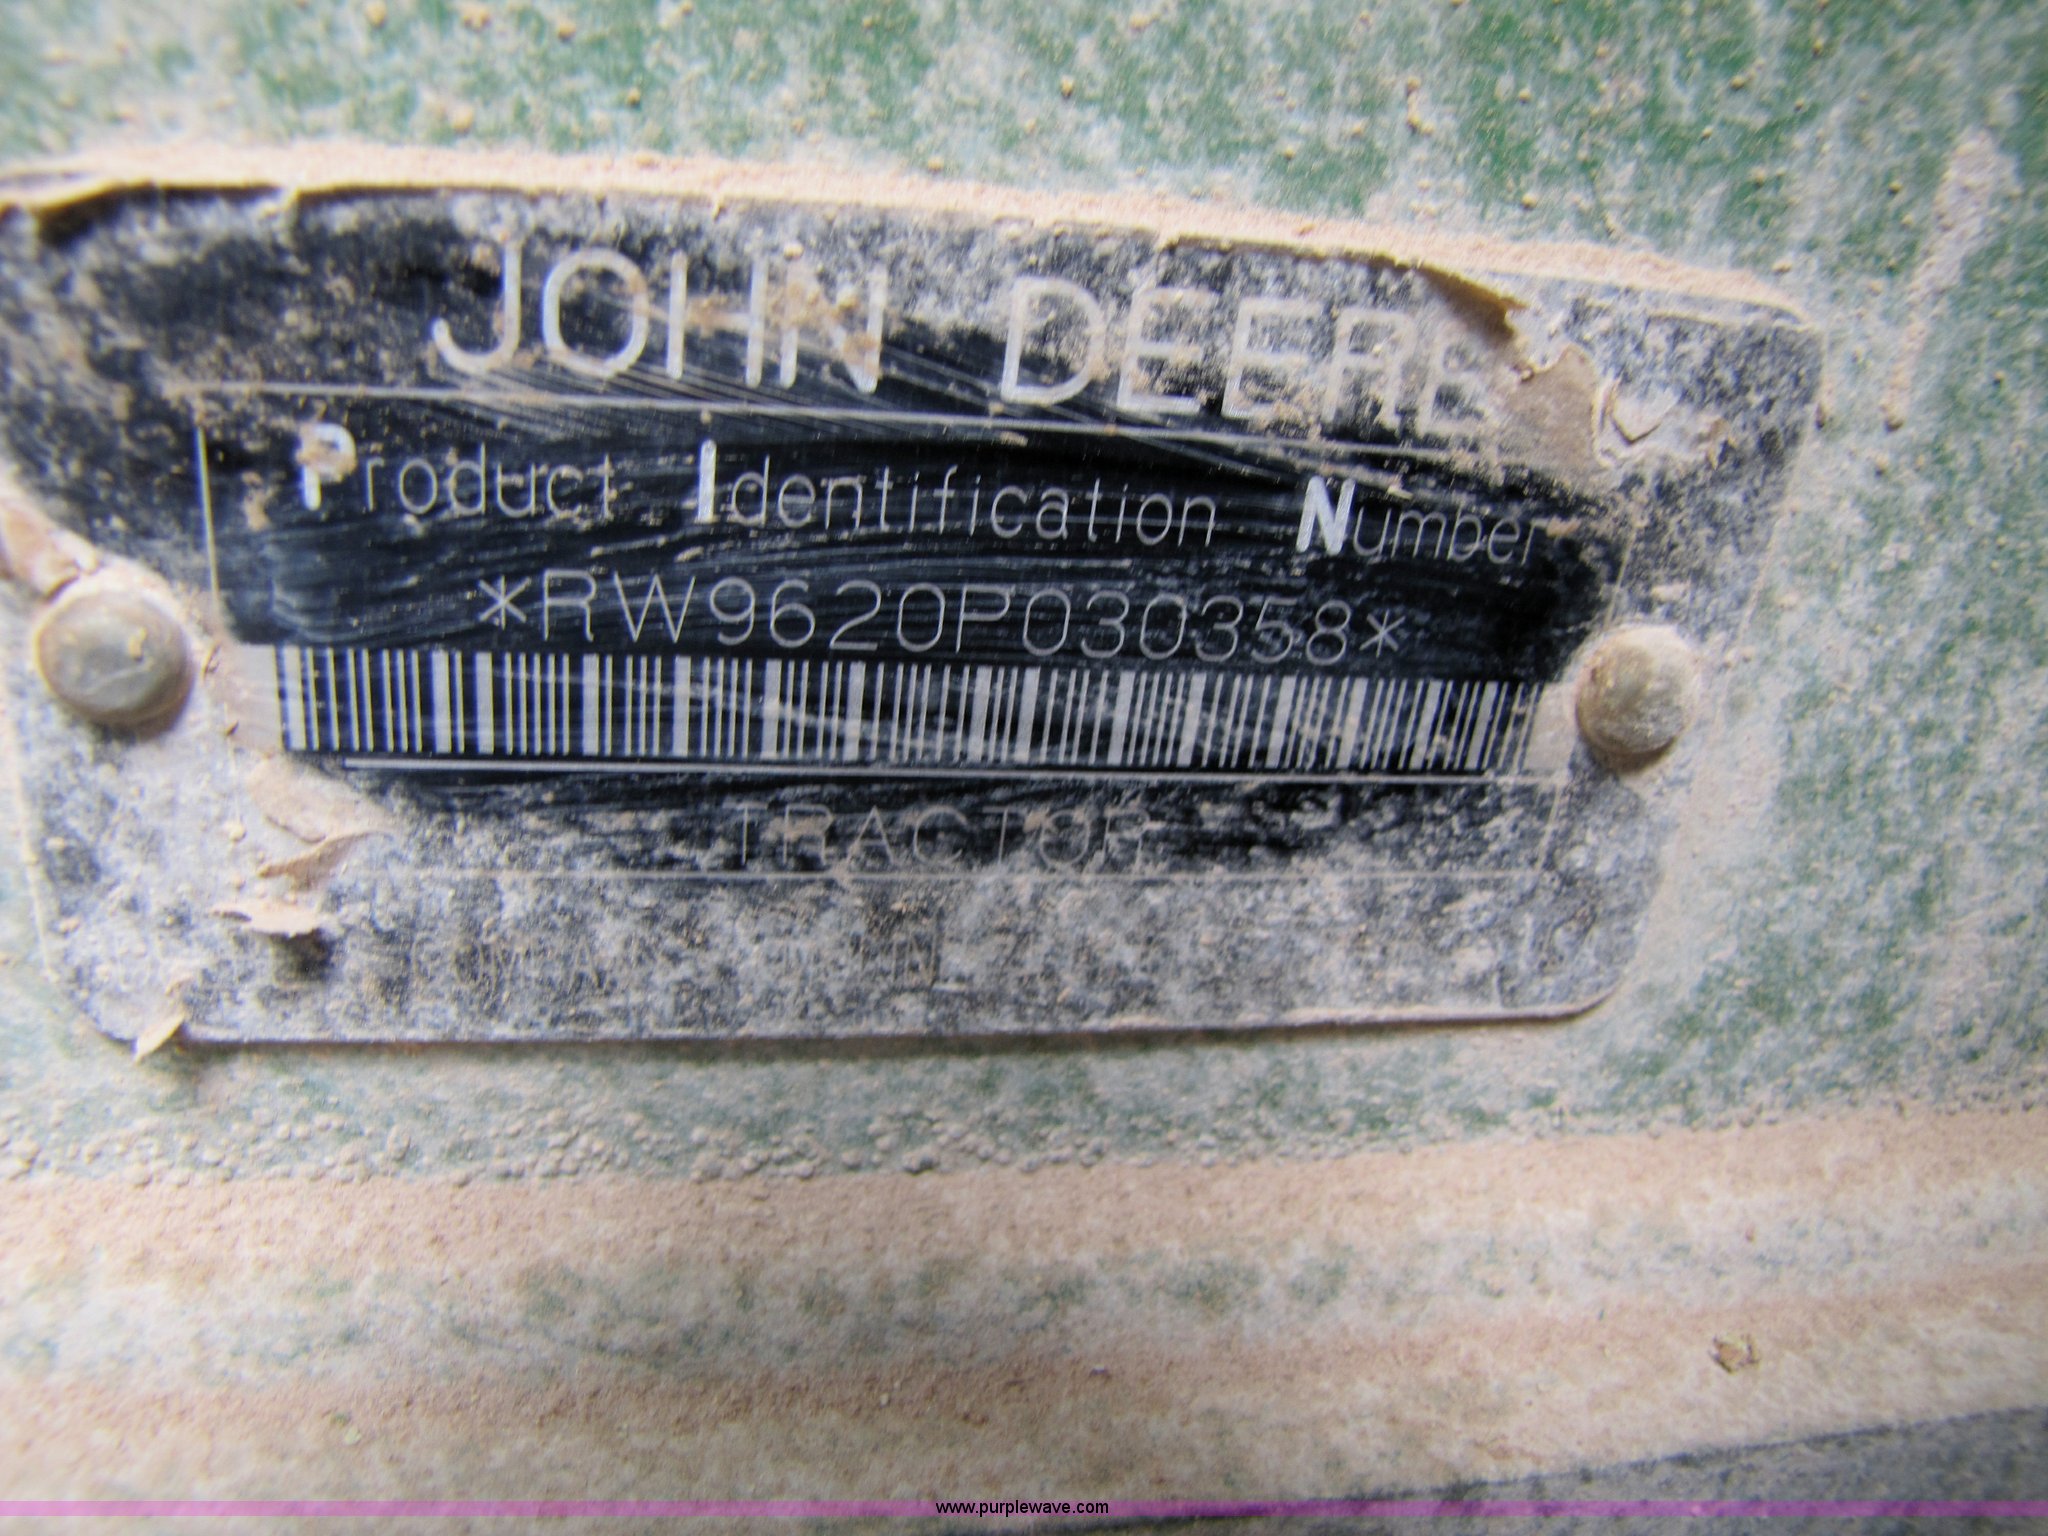 JOHN DEERE
Product Identification Number
*RW9620P030358*
TRACTOR
www.purplewave.com